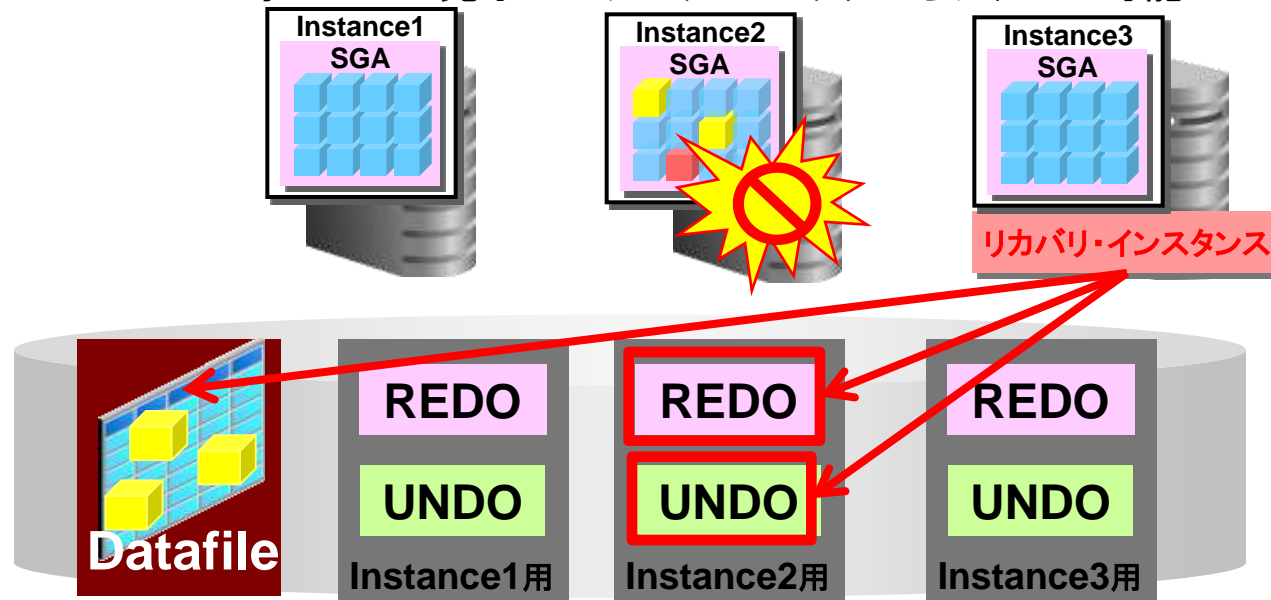 Instance1
SGA
Instance2
SGA
Instance3
SGA
リカバリ・インスタンス
REDO
REDO
REDO
UNDO
UNDO
UNDO
Datafile
Instance1用
Instance2用
Instance3用